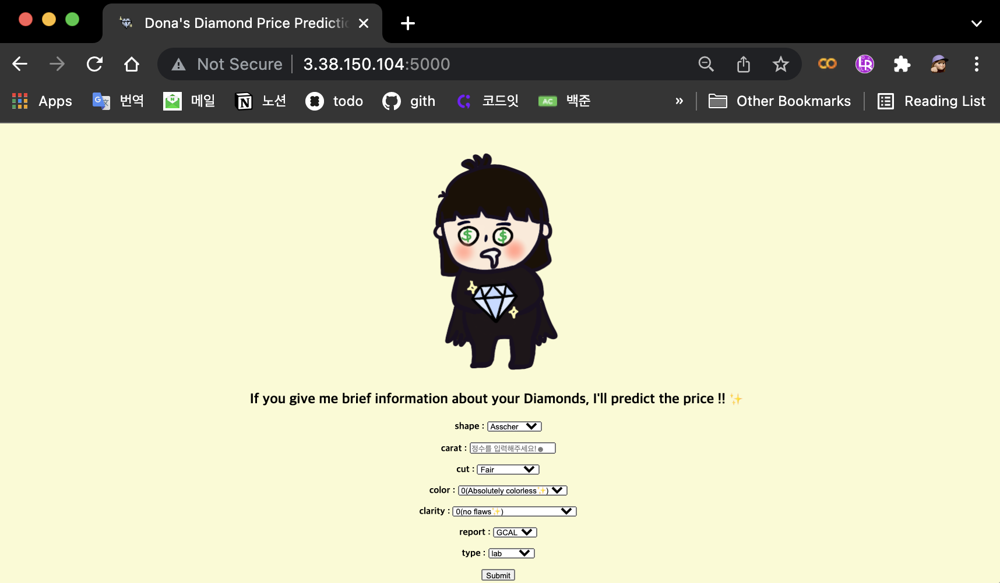 Dona's Diamond Price Predictio
Not Secure 3.38.150.104:5000
Apps 번역 메일 노션 todo gith 코드잇 백준 » Other Bookmarks Reading List
If you give me brief information about your Diamonds, I'll predict the price !! ✨
shape : Asscher
carat : 정수를 입력해주세요!☻
cut : Fair
color : 0(Absolutely colorless✨)
clarity : 0(no flaws✨)
report : GCAL
type : lab
Submit